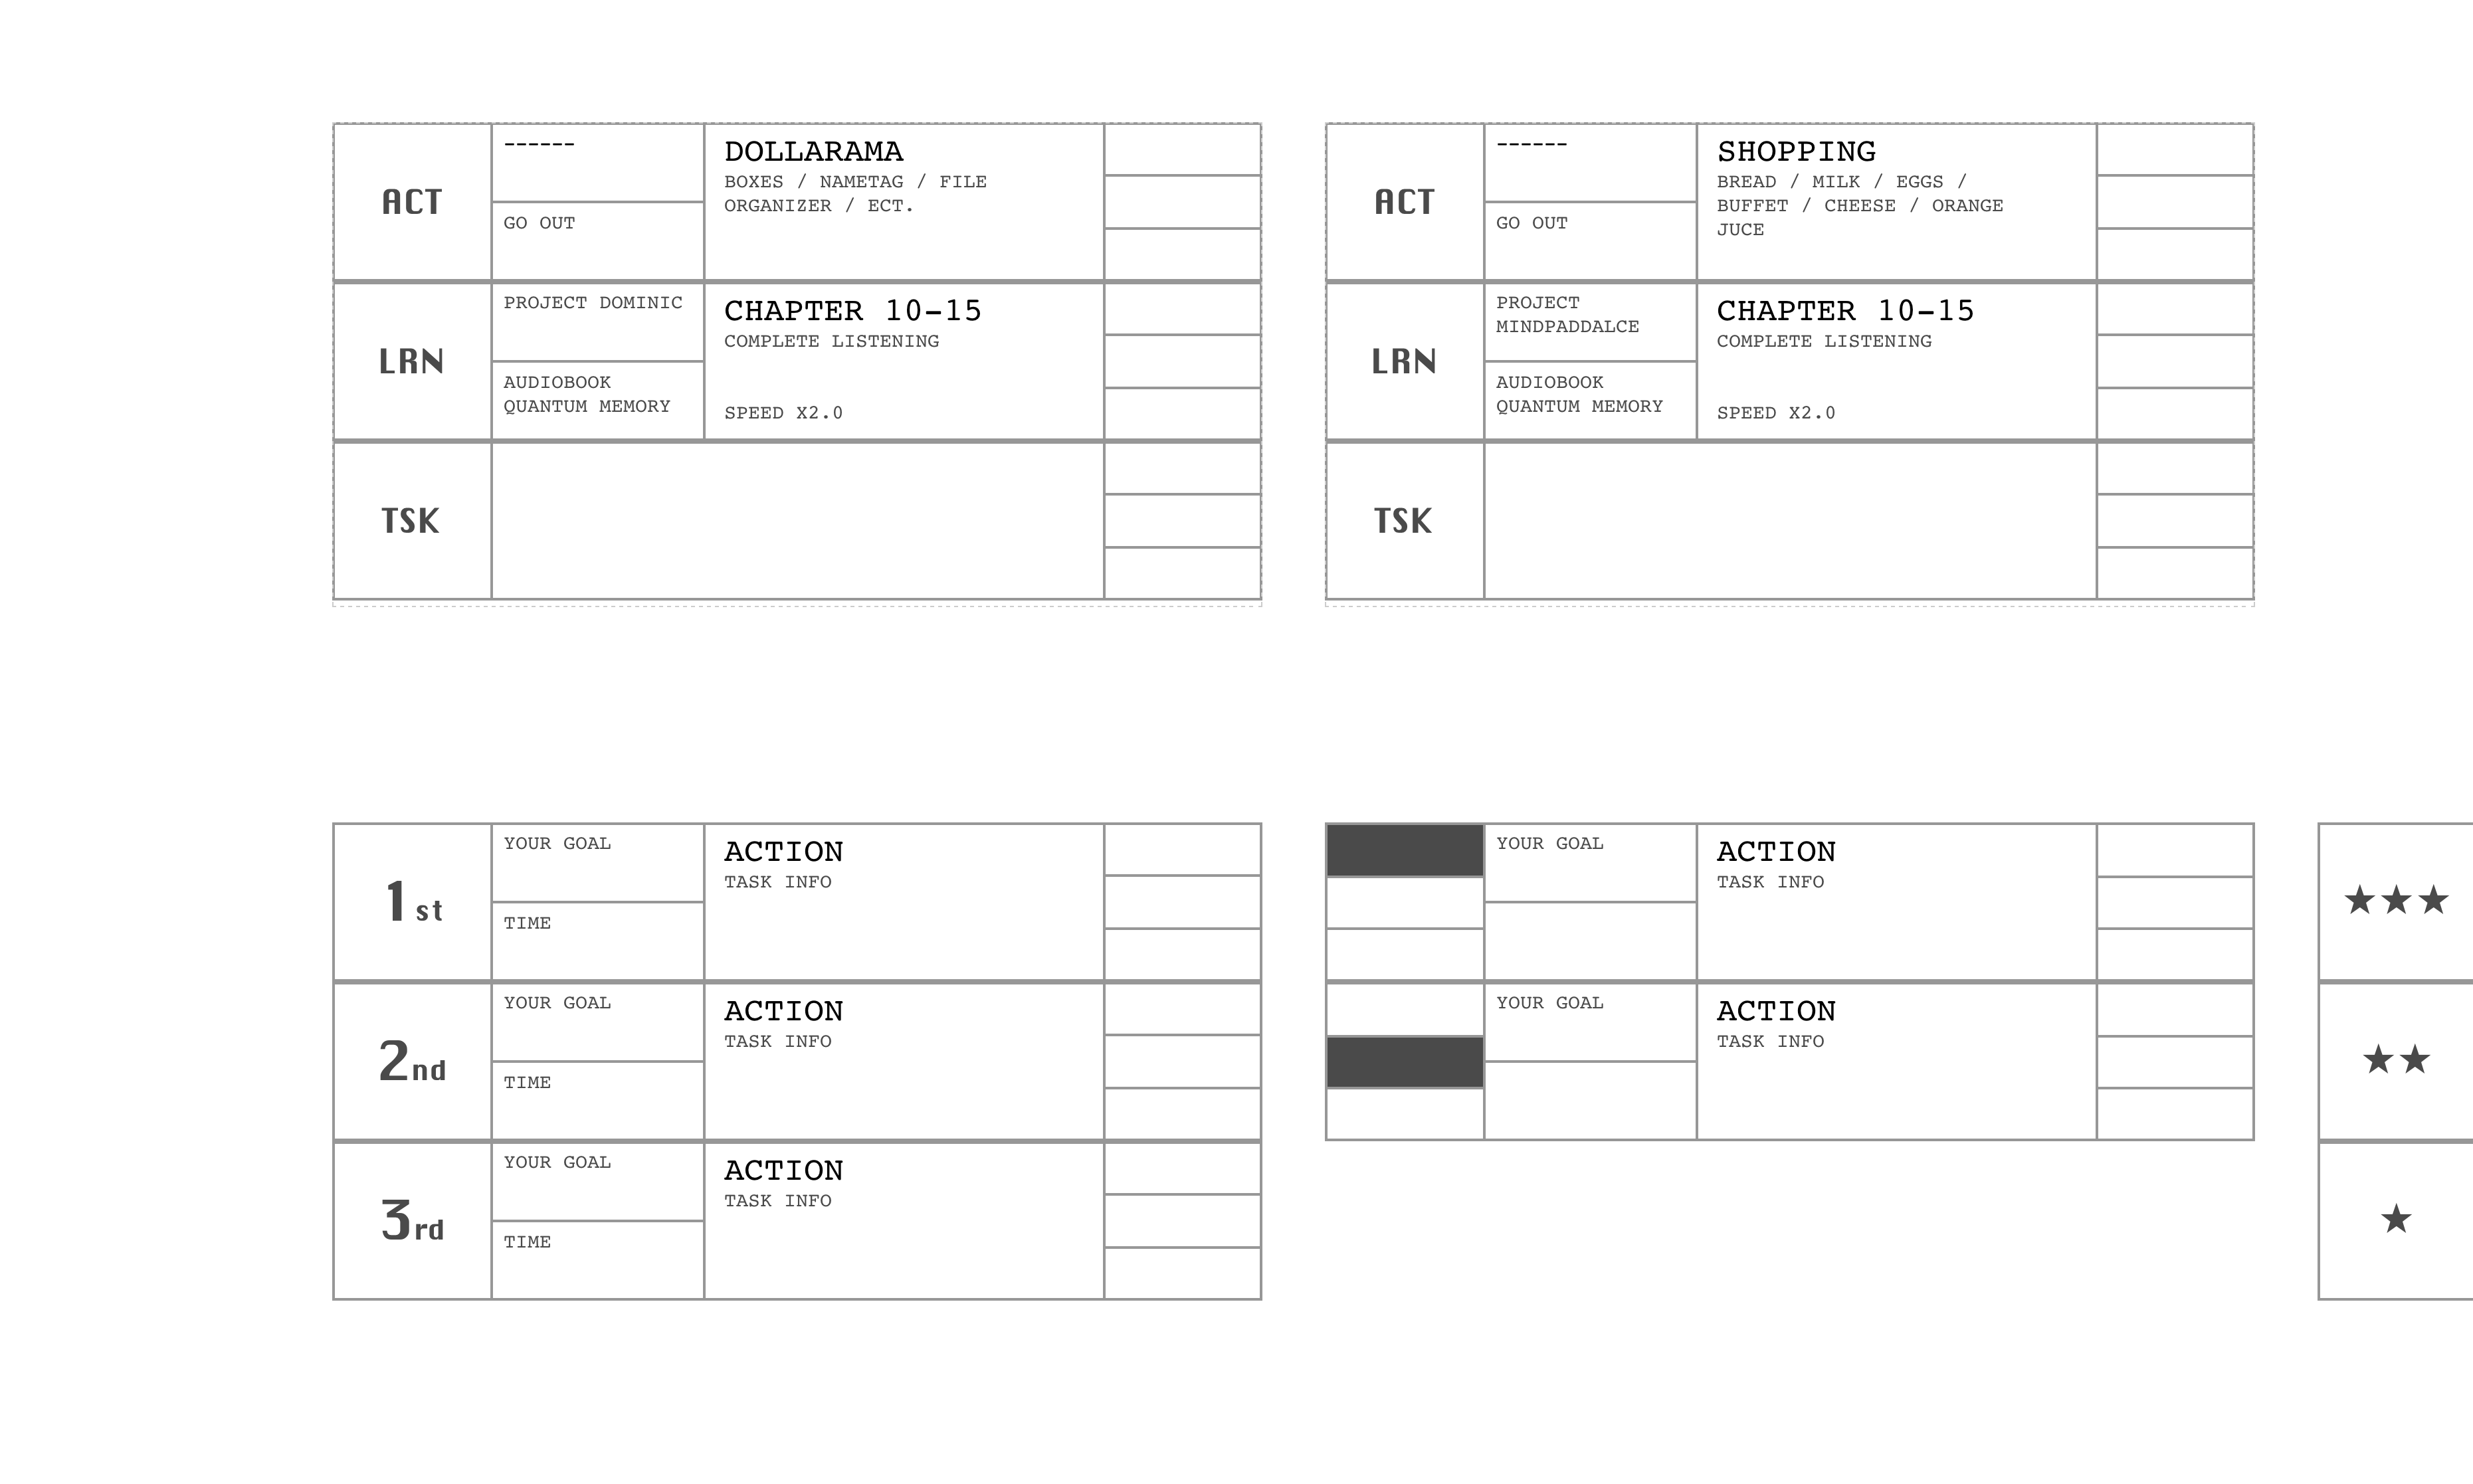 ACT
------
GO OUT
DOLLARAMA
BOXES / NAMETAG / FILE
ORGANIZER / ECT.
LRN
PROJECT DOMINIC
AUDIOBOOK
QUANTUM MEMORY
CHAPTER 10-15
COMPLETE LISTENING
SPEED X2.0
TSK
ACT
------
GO OUT
SHOPPING
BREAD / MILK / EGGS /
BUFFET / CHEESE / ORANGE
JUCE
LRN
PROJECT
MINDPADDALCE
AUDIOBOOK
QUANTUM MEMORY
CHAPTER 10-15
COMPLETE LISTENING
SPEED X2.0
TSK
1st
YOUR GOAL
TIME
ACTION
TASK INFO
2nd
YOUR GOAL
TIME
ACTION
TASK INFO
3rd
YOUR GOAL
TIME
ACTION
TASK INFO
YOUR GOAL
ACTION
TASK INFO
YOUR GOAL
ACTION
TASK INFO
★★★
★★
★